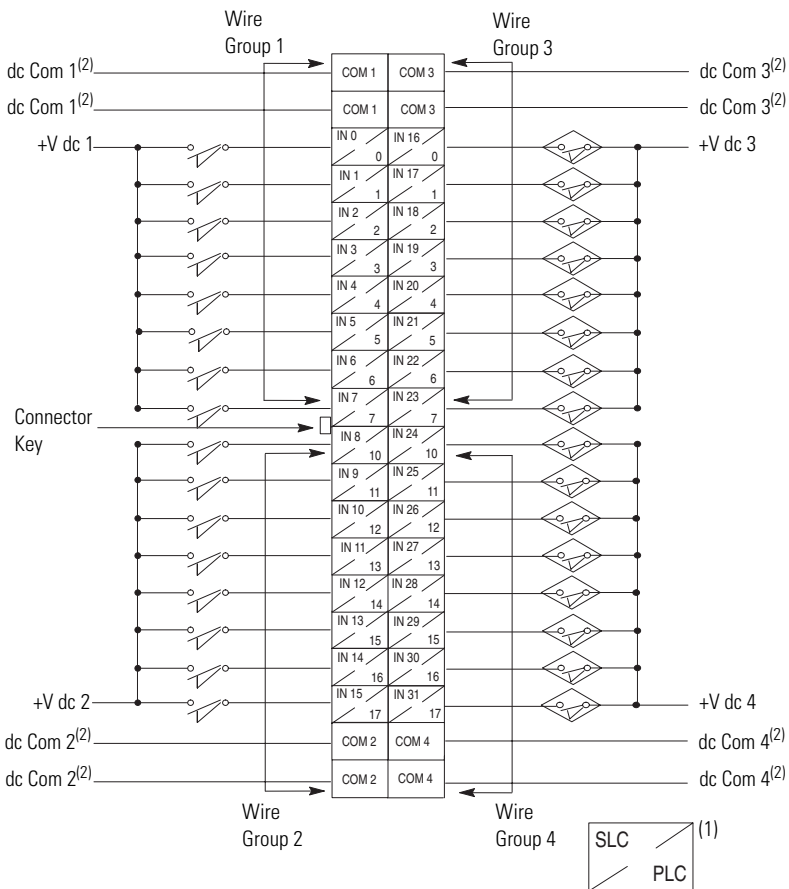 Wire
Group 1
Wire
Group 3
dc Com 1(2)
COM 1
COM 3
dc Com 3(2)
dc Com 1(2)
COM 1
COM 3
dc Com 3(2)
+V dc 1
IN 0
0
IN 16
0
+V dc 3
IN 1
1
IN 17
1
IN 2
2
IN 18
2
IN 3
3
IN 19
3
IN 4
4
IN 20
4
IN 5
5
IN 21
5
IN 6
6
IN 22
6
IN 7
7
IN 23
7
Connector
Key
IN 8
10
IN 24
10
IN 9
11
IN 25
11
IN 10
12
IN 26
12
IN 11
13
IN 27
13
IN 12
14
IN 28
14
IN 13
15
IN 29
15
IN 14
16
IN 30
16
+V dc 2
IN 15
17
IN 31
17
+V dc 4
dc Com 2(2)
COM 2
COM 4
dc Com 4(2)
dc Com 2(2)
COM 2
COM 4
dc Com 4(2)
Wire
Group 2
Wire
Group 4
SLC
PLC
(1)